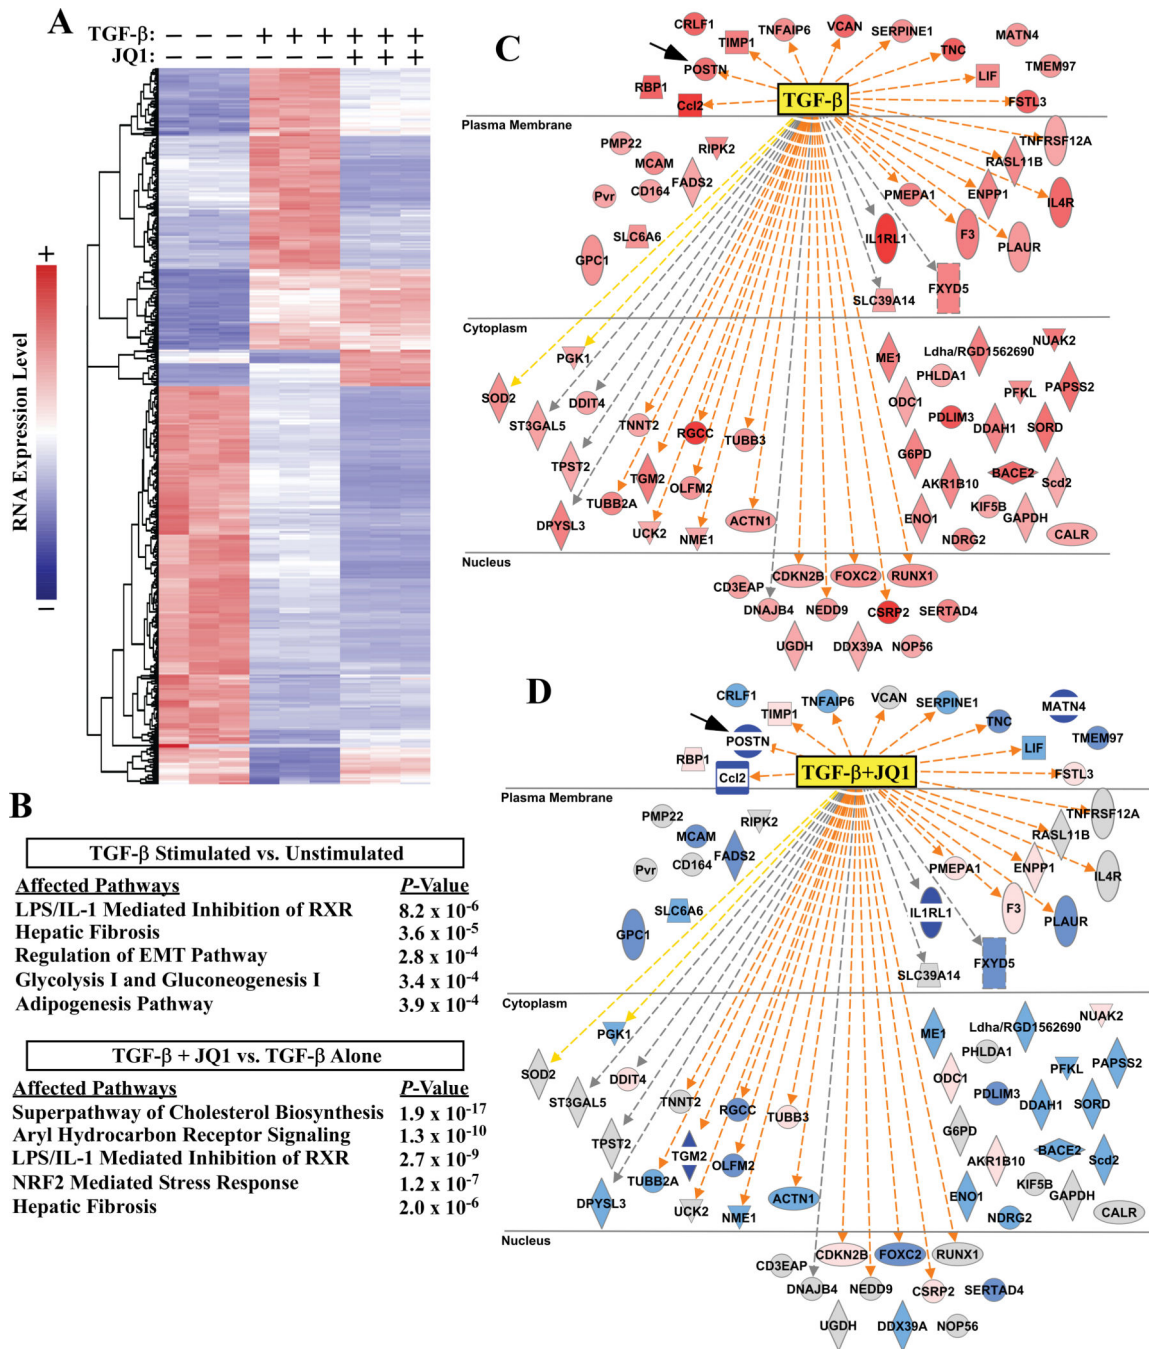 A
TGF-β: − − − + + + + + +
JQ1: − − − − − − + + +
RNA Expression Level
+
−
B
TGF-β Stimulated vs. Unstimulated
Affected Pathways P-Value
LPS/IL-1 Mediated Inhibition of RXR 8.2 x 10-6
Hepatic Fibrosis 3.6 x 10-5
Regulation of EMT Pathway 2.8 x 10-4
Glycolysis I and Gluconeogenesis I 3.4 x 10-4
Adipogenesis Pathway 3.9 x 10-4
TGF-β + JQ1 vs. TGF-β Alone
Affected Pathways P-Value
Superpathway of Cholesterol Biosynthesis 1.9 x 10-17
Aryl Hydrocarbon Receptor Signaling 1.3 x 10-10
LPS/IL-1 Mediated Inhibition of RXR 2.7 x 10-9
NRF2 Mediated Stress Response 1.2 x 10-7
Hepatic Fibrosis 2.0 x 10-6
C
CRLF1
TNFAIP6
VCAN
SERPINE1
MATN4
TIMP1
TNC
POSTN
LIF
TMEM97
RBP1
Ccl2
TGF-β
FSTL3
Plasma Membrane
TNFRSF12A
PMP22
RIPK2
MCAM
RASL11B
Pvr
CD164
FADS2
PMEPA1
ENPP1
IL4R
SLC6A6
IL1RL1
F3
PLAUR
GPC1
FXYD5
SLC39A14
Cytoplasm
PGK1
ME1
Ldha/RGD1562690
NUAK2
PHLDA1
SOD2
DDIT4
ODC1
PFKL
PAPSS2
ST3GAL5
TNNT2
RGCC
TUBB3
PDLIM3
DDAH1
SORD
G6PD
TPST2
TGM2
OLFM2
AKR1B10
BACE2
Scd2
TUBB2A
KIF5B
DPYSL3
UCK2
NME1
ACTN1
ENO1
GAPDH
NDRG2
CALR
Nucleus
CD3EAP
CDKN2B
FOXC2
RUNX1
DNAJB4
NEDD9
CSRP2
SERTAD4
UGDH
DDX39A
NOP56
D
CRLF1
TNFAIP6
VCAN
SERPINE1
MATN4
TIMP1
TNC
POSTN
LIF
TMEM97
RBP1
Ccl2
TGF-β+JQ1
FSTL3
Plasma Membrane
TNFRSF12A
PMP22
RIPK2
MCAM
RASL11B
Pvr
CD164
FADS2
PMEPA1
ENPP1
IL4R
SLC6A6
IL1RL1
F3
PLAUR
GPC1
FXYD5
SLC39A14
Cytoplasm
PGK1
ME1
Ldha/RGD1562690
NUAK2
PHLDA1
SOD2
DDIT4
ODC1
PFKL
PAPSS2
ST3GAL5
TNNT2
RGCC
TUBB3
PDLIM3
DDAH1
SORD
G6PD
TPST2
TGM2
OLFM2
AKR1B10
BACE2
Scd2
TUBB2A
KIF5B
DPYSL3
UCK2
NME1
ACTN1
ENO1
GAPDH
NDRG2
CALR
Nucleus
CD3EAP
CDKN2B
FOXC2
RUNX1
DNAJB4
NEDD9
CSRP2
SERTAD4
UGDH
DDX39A
NOP56